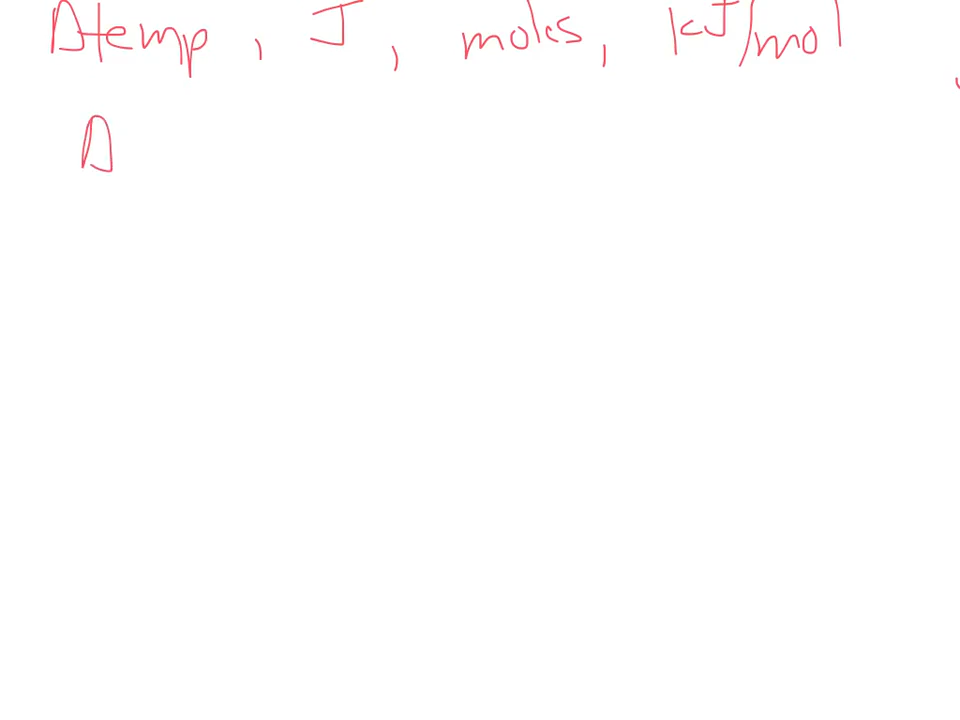 Δtemp, J, moles, kJ/mol
Δ